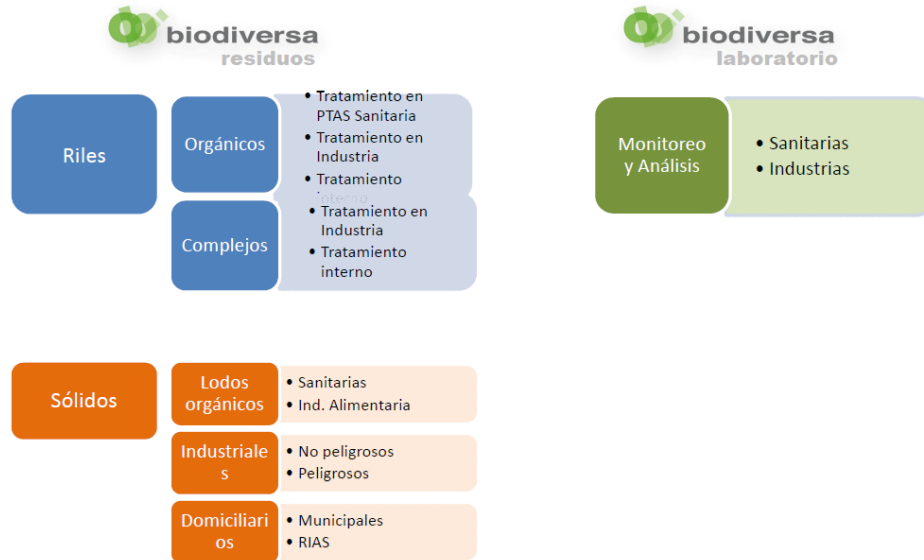 biodiversa
residuos
Riles
Orgánicos
• Tratamiento en
PTAS Sanitaria
• Tratamiento en
Industria
• Tratamiento
interno
Complejos
• Tratamiento en
Industria
• Tratamiento
interno
Sólidos
Lodos
orgánicos
• Sanitarias
• Ind. Alimentaria
Industriale
s
• No peligrosos
• Peligrosos
Domiciliari
os
• Municipales
• RIAS
biodiversa
laboratorio
Monitoreo
y Análisis
• Sanitarias
• Industrias